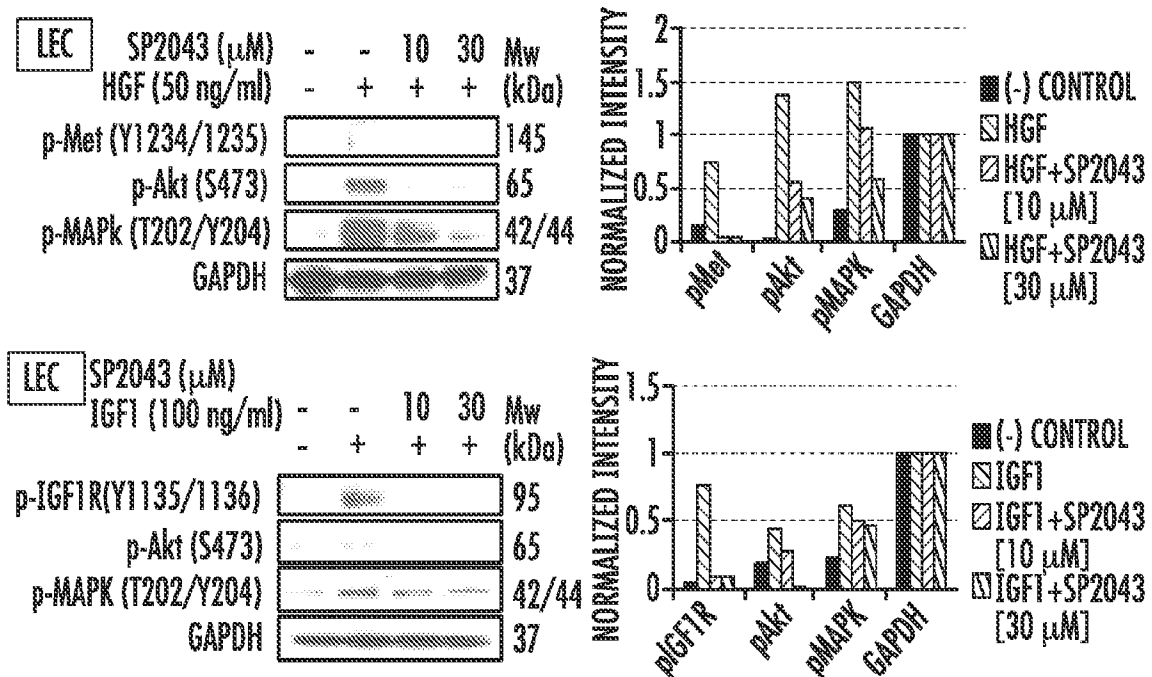 LEC
SP2043 (μM) - - 10 30 Mw
HGF (50 ng/ml) - + + + (kDa)
p-Met (Y1234/1235) 145
p-Akt (S473) 65
p-MAPk (T202/Y204) 42/44
GAPDH 37
NORMALIZED INTENSITY
2
1.5
1
0.5
0
pMet pAkt pMAPK GAPDH
(-) CONTROL
HGF
HGF+SP2043
[10 μM]
HGF+SP2043
[30 μM]
LEC
SP2043 (μM)
IGF1 (100 ng/ml) - - 10 30 Mw
- + + + (kDa)
p-IGF1R(Y1135/1136) 95
p-Akt (S473) 65
p-MAPK (T202/Y204) 42/44
GAPDH 37
NORMALIZED INTENSITY
1.5
1
0.5
0
pIGF1R pAkt pMAPK GAPDH
(-) CONTROL
IGF1
IGF1+SP2043
[10 μM]
IGF1+SP2043
[30 μM]